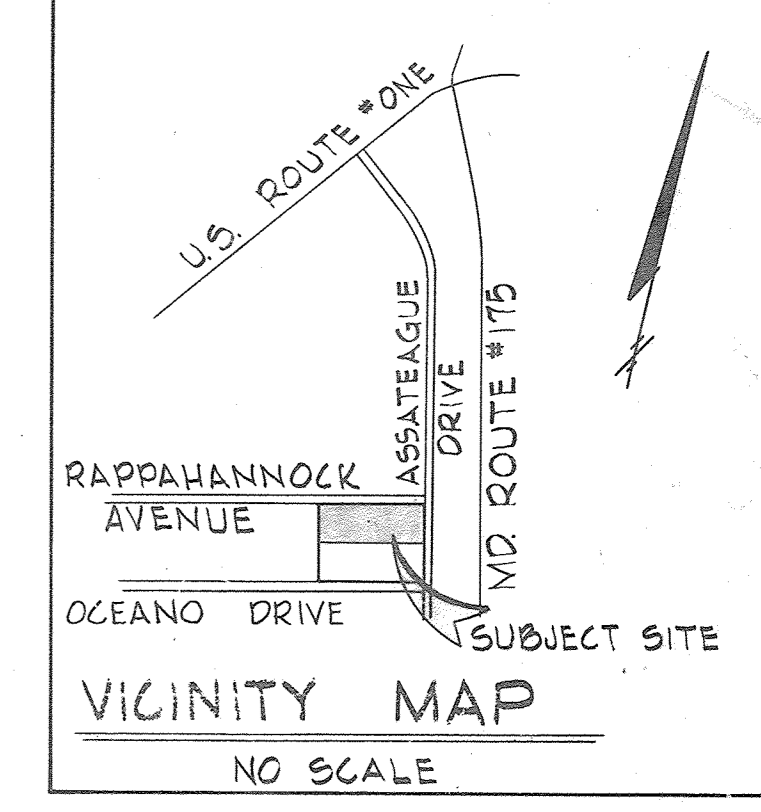 U.S. ROUTE #ONE
ASSATEAGUE
DRIVE
MD. ROUTE #175
RAPPAHANNOCK
AVENUE
OCEANO DRIVE
SUBJECT SITE
VICINITY MAP
NO SCALE